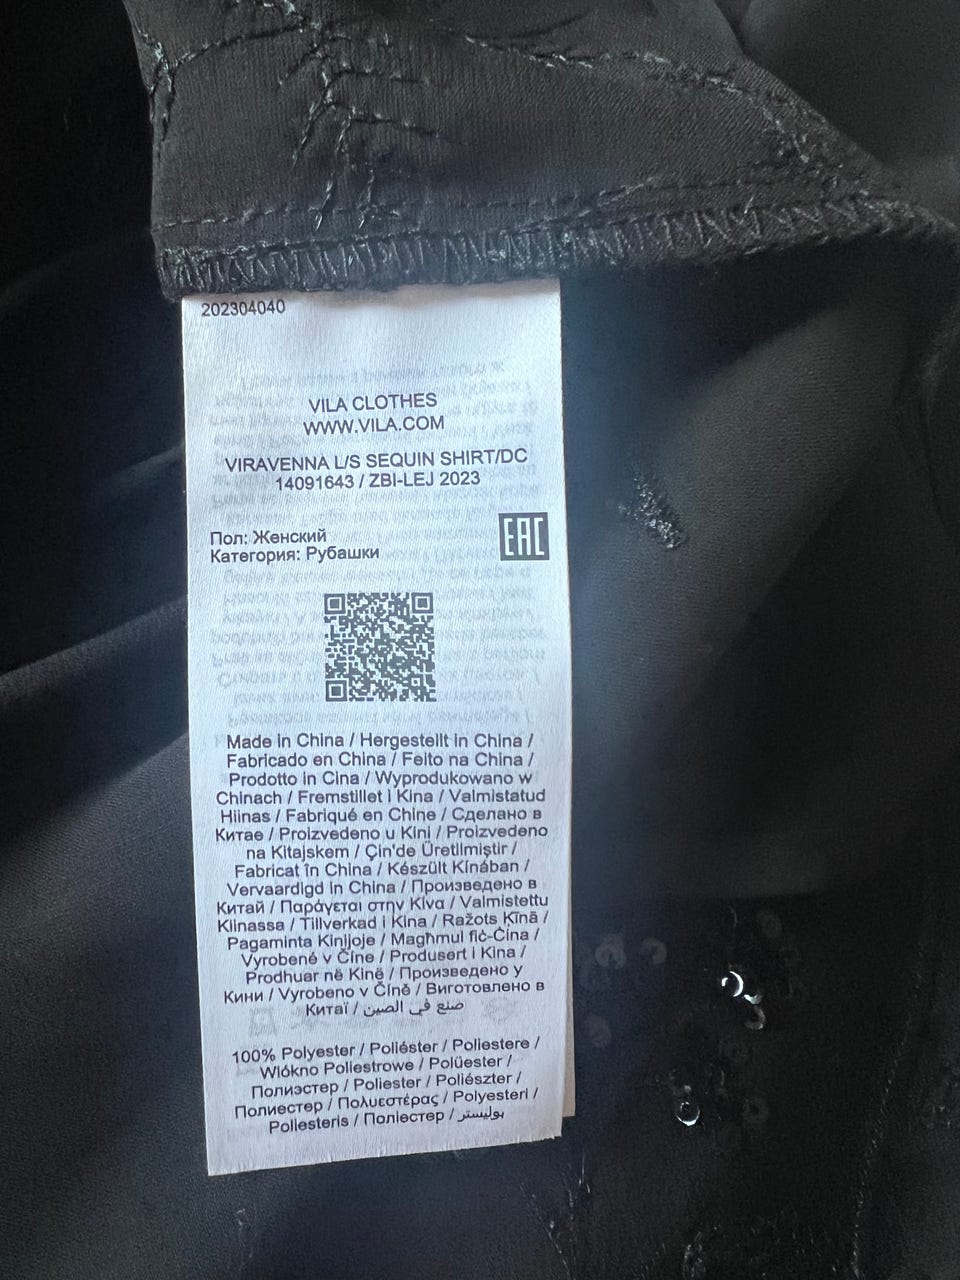 202304040
VILA CLOTHES
WWW.VILA.COM
VIRAVENNA L/S SEQUIN SHIRT/DC
14091643 / ZBI-LEJ 2023
Пол: Женский
Категория: Рубашки
EAC
Made in China / Hergestellt in China /
Fabricado en China / Feito na China /
Prodotto in Cina / Wyprodukowano w
Chinach / Fremstillet i Kina / Valmistatud
Hiinas / Fabriqué en Chine / Сделано в
Китае / Proizvedeno u Kini / Proizvedeno
na Kitajskem / Çin'de Üretilmiştir /
Fabricat în China / Készült Kínában /
Vervaardigd in China / Произведено в
Китай / Παράγεται στην Κίνα / Valmistettu
Kiinassa / Tillverkad i Kina / Ražots Ķīnā /
Pagaminta Kinijoje / Magħmul fiċ-Ċina /
Vyrobené v Číne / Produsert i Kina /
Prodhuar në Kinë / Произведено у
Кини / Vyrobeno v Číně / Виготовлено в
Китаї / صنع في الصين
100% Polyester / Poliéster / Poliestere /
Włókno Poliestrowe / Polüester /
Полиэстер / Poliester / Poliészter /
Полиестер / Πολυεστέρας / Polyesteri /
Poliesteris / Поліестер / بوليستر